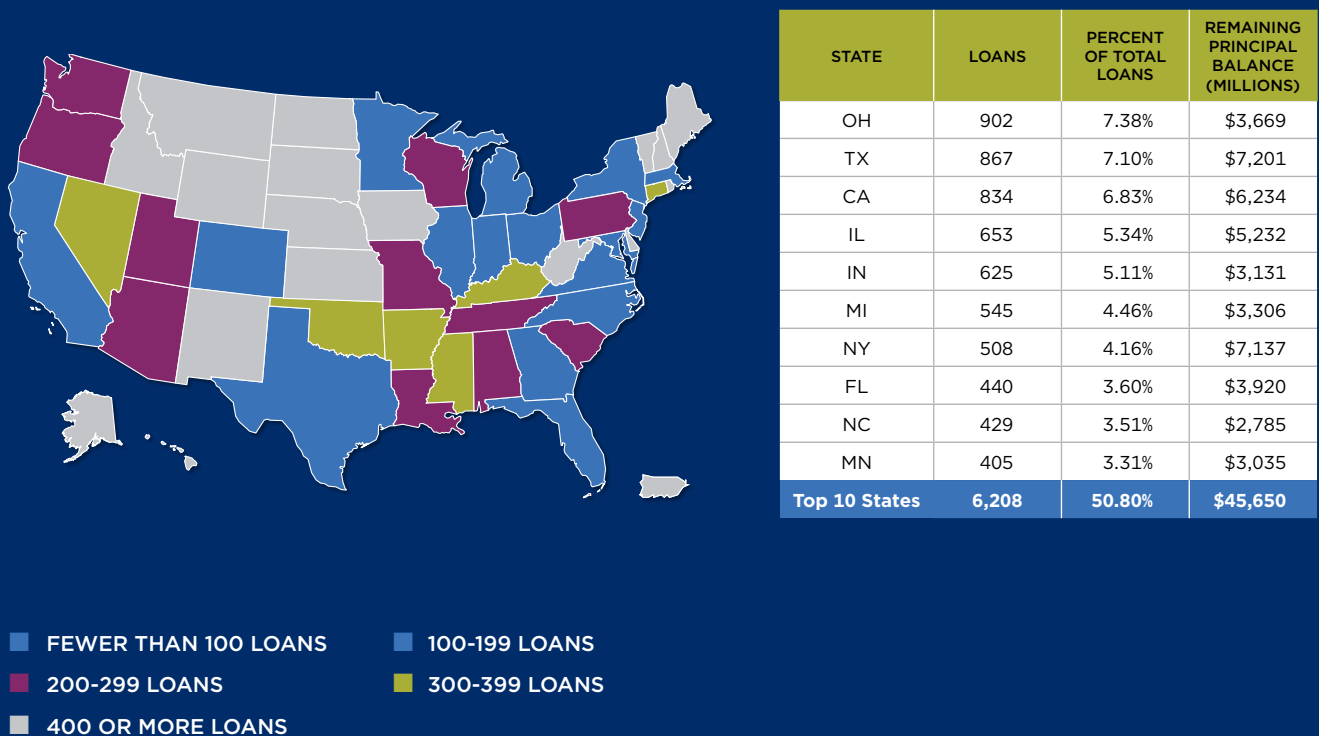 STATE LOANS PERCENT OF TOTAL LOANS REMAINING PRINCIPAL BALANCE (MILLIONS)
OH 902 7.38% $3,669
TX 867 7.10% $7,201
CA 834 6.83% $6,234
IL 653 5.34% $5,232
IN 625 5.11% $3,131
MI 545 4.46% $3,306
NY 508 4.16% $7,137
FL 440 3.60% $3,920
NC 429 3.51% $2,785
MN 405 3.31% $3,035
Top 10 States 6,208 50.80% $45,650
FEWER THAN 100 LOANS 100-199 LOANS
200-299 LOANS 300-399 LOANS
400 OR MORE LOANS